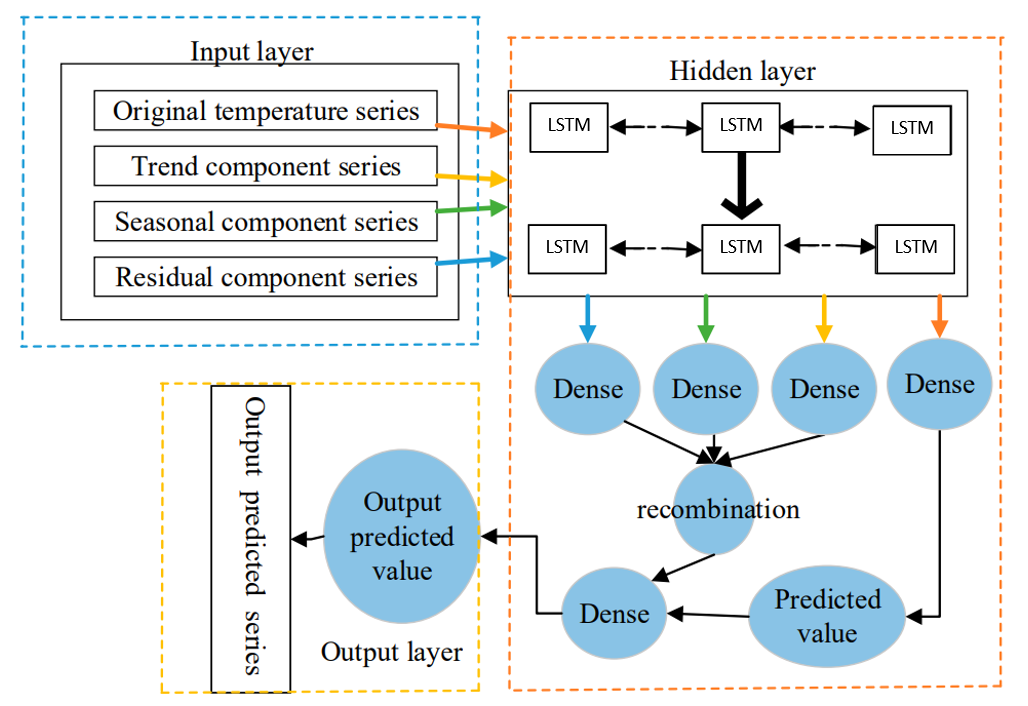 Input layer
Original temperature series
Trend component series
Seasonal component series
Residual component series
Hidden layer
LSTM
LSTM
LSTM
LSTM
LSTM
LSTM
Dense
Dense
Dense
Dense
recombination
Dense
Predicted
value
Output
predicted
value
Output layer
Output predicted series